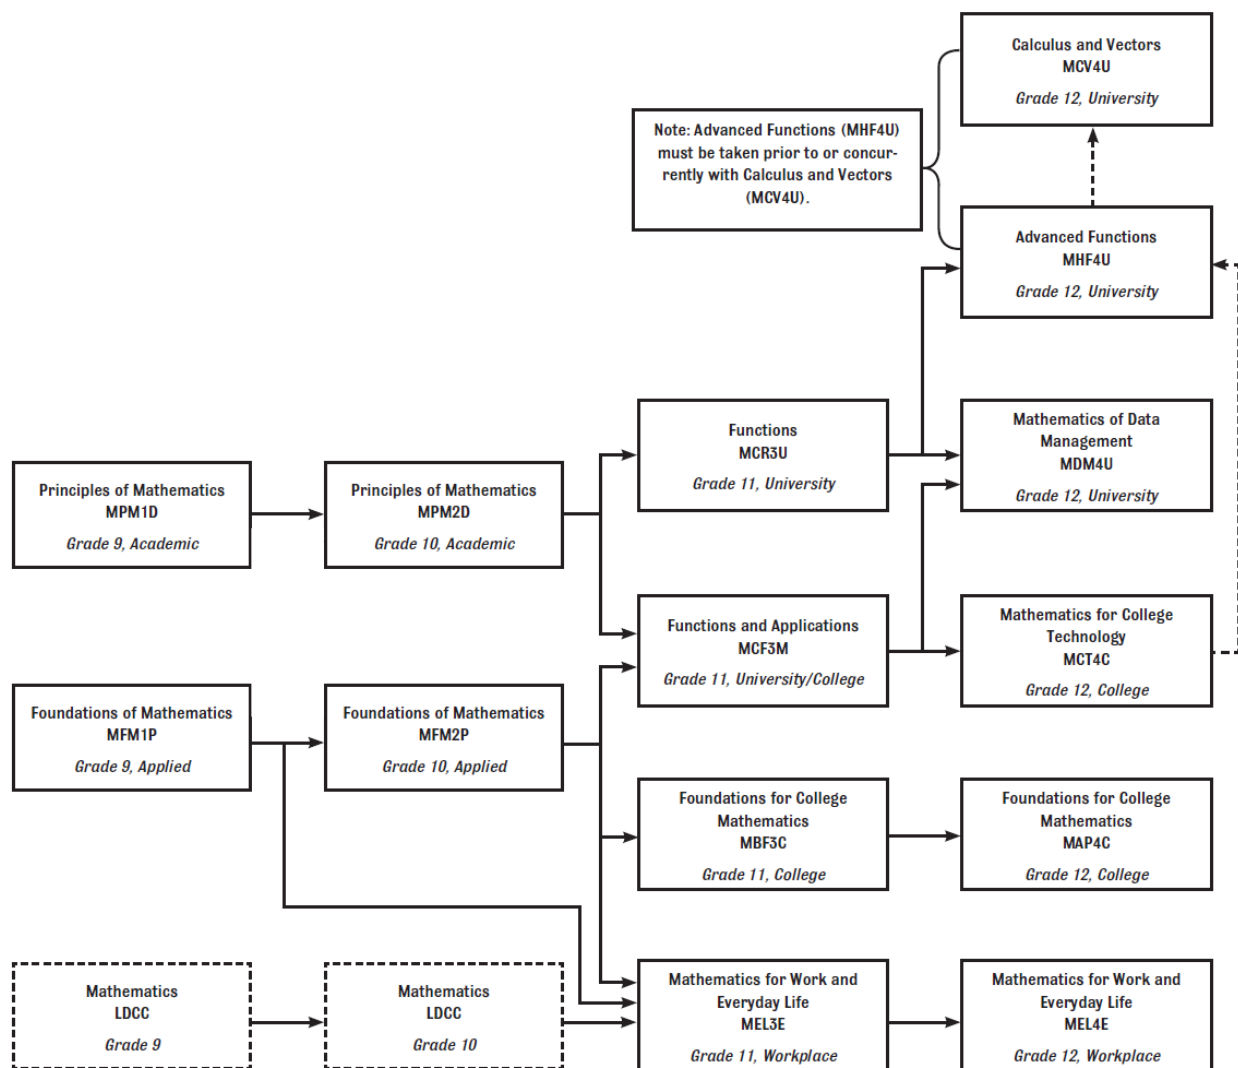 Calculus and Vectors
MCV4U
Grade 12, University
Note: Advanced Functions (MHF4U)
must be taken prior to or concur-
rently with Calculus and Vectors
(MCV4U).
Advanced Functions
MHF4U
Grade 12, University
Functions
MCR3U
Grade 11, University
Mathematics of Data
Management
MDM4U
Grade 12, University
Principles of Mathematics
MPM1D
Grade 9, Academic
Principles of Mathematics
MPM2D
Grade 10, Academic
Functions and Applications
MCF3M
Grade 11, University/College
Mathematics for College
Technology
MCT4C
Grade 12, College
Foundations of Mathematics
MFM1P
Grade 9, Applied
Foundations of Mathematics
MFM2P
Grade 10, Applied
Foundations for College
Mathematics
MBF3C
Grade 11, College
Foundations for College
Mathematics
MAP4C
Grade 12, College
Mathematics
LDCC
Grade 9
Mathematics
LDCC
Grade 10
Mathematics for Work and
Everyday Life
MEL3E
Grade 11, Workplace
Mathematics for Work and
Everyday Life
MEL4E
Grade 12, Workplace